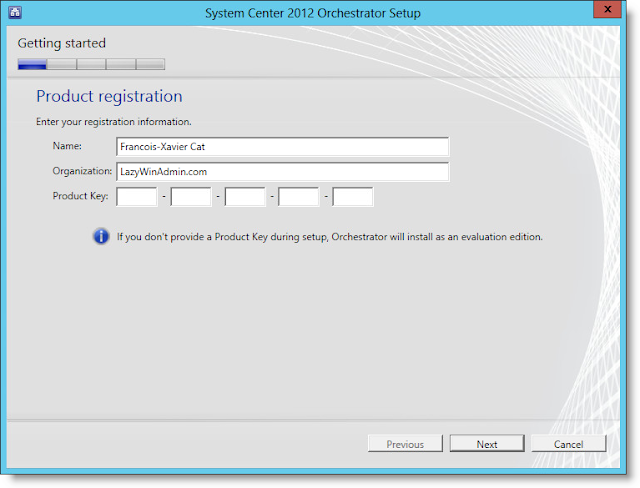 System Center 2012 Orchestrator Setup
x
Getting started
Product registration
Enter your registration information.
Name: Francois-Xavier Cat
Organization: LazyWinAdmin.com
Product Key: - - - -
If you don't provide a Product Key during setup, Orchestrator will install as an evaluation edition.
Previous Next Cancel